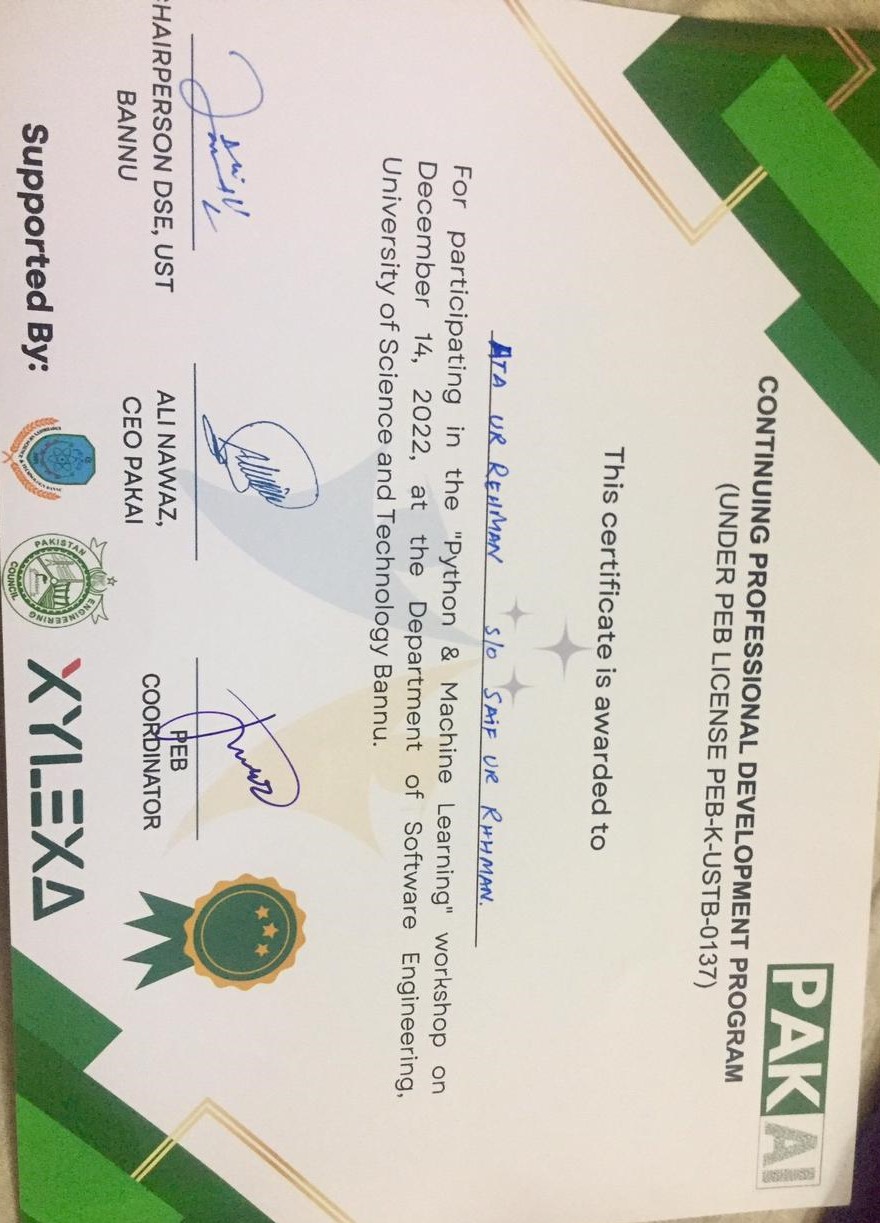 PAKAI
CONTINUING PROFESSIONAL DEVELOPMENT PROGRAM
(UNDER PEB LICENSE PEB-K-USTB-0137)
This certificate is awarded to
ATA UR REHMAN S/O SAIF UR RHHMAN.
For participating in the "Python & Machine Learning" workshop on
December 14, 2022, at the Department of Software Engineering,
University of Science and Technology Bannu.
HAIRPERSON DSE, UST
BANNU
ALI NAWAZ,
CEO PAKAI
PEB
COORDINATOR
Supported By:
PAKISTAN ENGINEERING
COUNCIL
XYLEXA